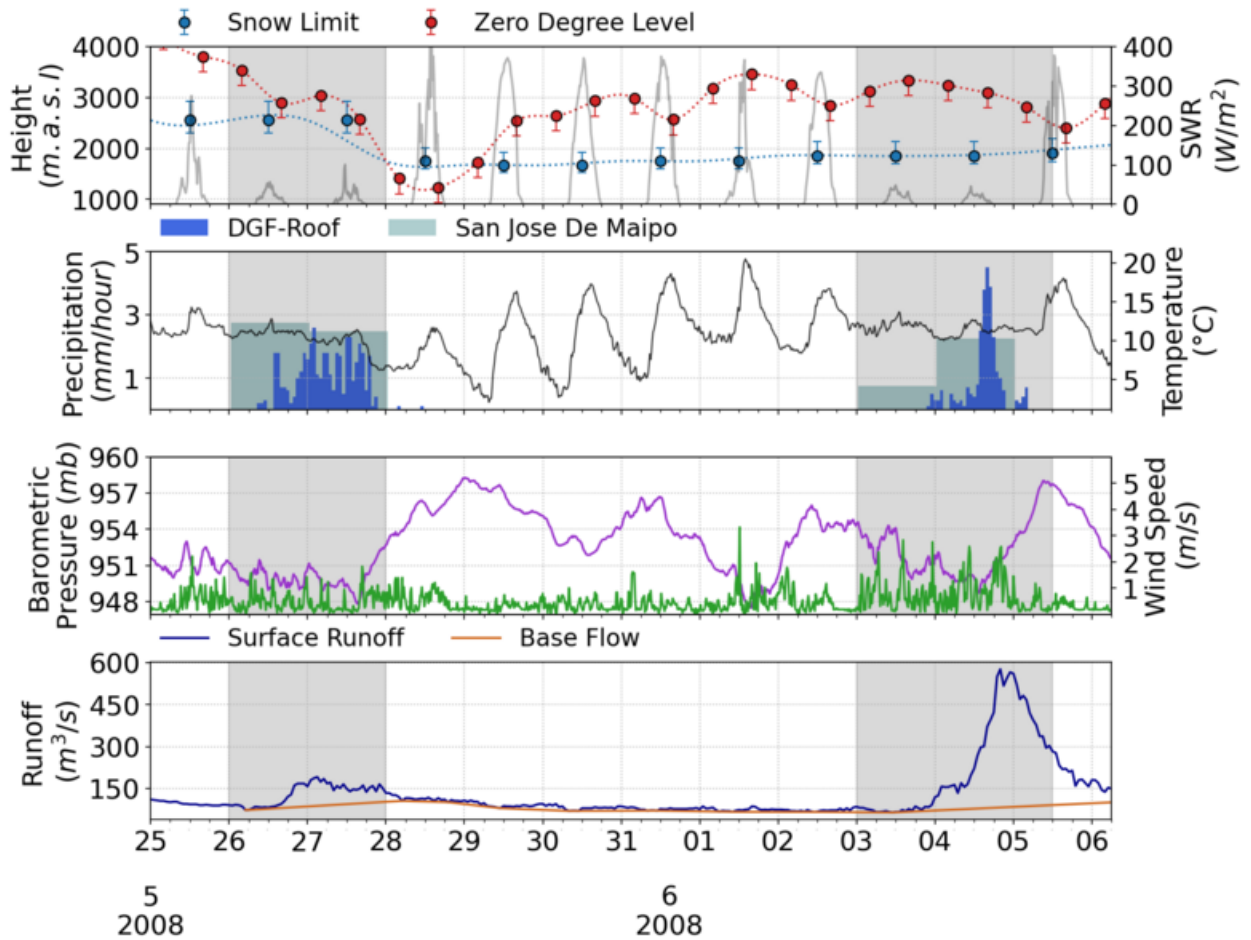 Snow Limit Zero Degree Level
4000 400
3000 300
2000 200
1000 100
0
Height
(m. a. s. l)
SWR
(W/m²)
DGF-Roof San Jose De Maipo
5
3
1
20
15
10
5
Precipitation
(mm/hour)
Temperature
(°C)
960
957
954
951
948
5
4
3
2
1
Barometric
Pressure (mb)
Wind Speed
(m/s)
Surface Runoff Base Flow
600
450
300
150
Runoff
(m³/s)
25 26 27 28 29 30 31 01 02 03 04 05 06
5 6
2008 2008